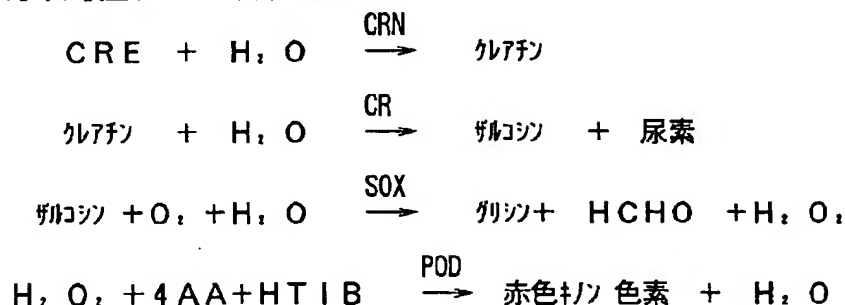 CRN
CRE + H₂O → ｸﾚｱﾁﾝ
CR
ｸﾚｱﾁﾝ + H₂O → ｻﾞﾙｺｼﾝ + 尿素
SOX
ｻﾞﾙｺｼﾝ +O₂ +H₂O → ｸﾞﾘｼﾝ+ HCHO +H₂O₂
POD
H₂O₂ +4AA+HTIB → 赤色ｷﾉﾝ 色素 + H₂O